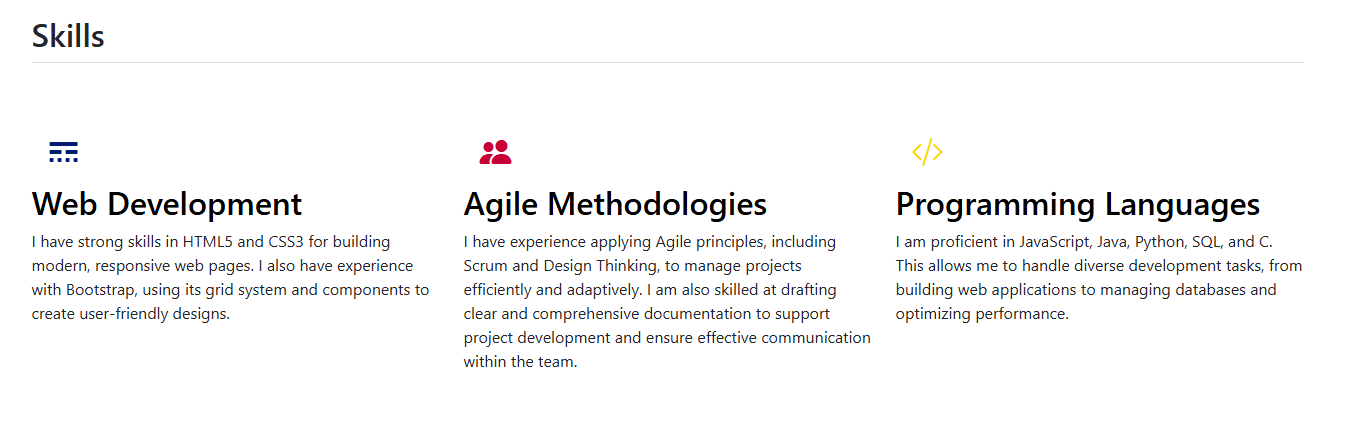 Skills
Web Development
I have strong skills in HTML5 and CSS3 for building
modern, responsive web pages. I also have experience
with Bootstrap, using its grid system and components to
create user-friendly designs.
Agile Methodologies
I have experience applying Agile principles, including
Scrum and Design Thinking, to manage projects
efficiently and adaptively. I am also skilled at drafting
clear and comprehensive documentation to support
project development and ensure effective communication
within the team.
Programming Languages
I am proficient in JavaScript, Java, Python, SQL, and C.
This allows me to handle diverse development tasks, from
building web applications to managing databases and
optimizing performance.